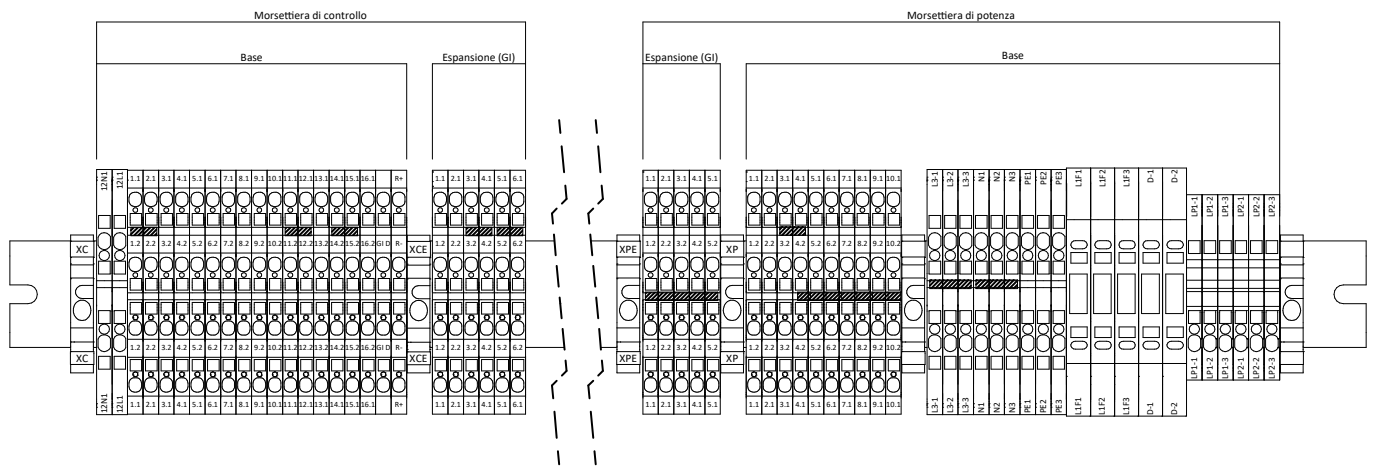 Morsettiera di controllo Morsettiera di potenza
Base Espansione (GI) Espansione (GI) Base
12N1 12L1 1.1 2.1 3.1 4.1 5.1 6.1 7.1 8.1 9.1 10.1 11.1 12.1 13.1 14.1 15.1 16.1 R+ 1.1 2.1 3.1 4.1 5.1 6.1 1.1 2.1 3.1 4.1 5.1 1.1 2.1 3.1 4.1 5.1 6.1 7.1 8.1 9.1 10.1 L3-1 L3-2 L3-3 N1 N2 N3 PE1 PE2 PE3 L1F1 L1F2 L1F3 D-1 D-2 LP1-1 LP1-2 LP1-3 LP2-1 LP2-2 LP2-3
XC 1.2 2.2 3.2 4.2 5.2 6.2 7.2 8.2 9.2 10.2 11.2 12.2 13.2 14.2 15.2 16.2 GI D R- XCE 1.2 2.2 3.2 4.2 5.2 6.2 XPE 1.2 2.2 3.2 4.2 5.2 XP 1.2 2.2 3.2 4.2 5.2 6.2 7.2 8.2 9.2 10.2
1.2 2.2 3.2 4.2 5.2 6.2 7.2 8.2 9.2 10.2 11.2 12.2 13.2 14.2 15.2 16.2 GI D R- 1.2 2.2 3.2 4.2 5.2 6.2 1.2 2.2 3.2 4.2 5.2 1.2 2.2 3.2 4.2 5.2 6.2 7.2 8.2 9.2 10.2
XC XCE XPE XP
12N1 12L1 1.1 2.1 3.1 4.1 5.1 6.1 7.1 8.1 9.1 10.1 11.1 12.1 13.1 14.1 15.1 16.1 R+ 1.1 2.1 3.1 4.1 5.1 6.1 1.1 2.1 3.1 4.1 5.1 1.1 2.1 3.1 4.1 5.1 6.1 7.1 8.1 9.1 10.1 L3-1 L3-2 L3-3 N1 N2 N3 PE1 PE2 PE3 L1F1 L1F2 L1F3 D-1 D-2 LP1-1 LP1-2 LP1-3 LP2-1 LP2-2 LP2-3